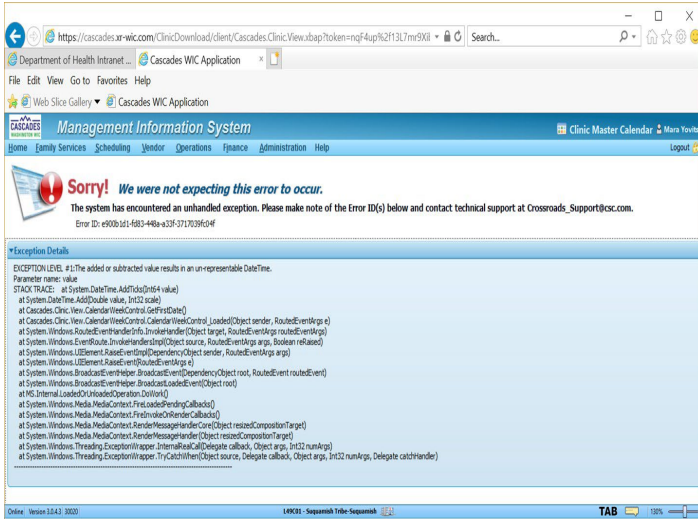 https://cascades.xr-wic.com/ClinicDownload/client/Cascades.Clinic.View.xbap?token=nqF4up%2f13L7mr9Xil
Search...
Department of Health Intranet ...
Cascades WIC Application
File Edit View Go to Favorites Help
Web Slice Gallery
Cascades WIC Application
CASCADES
WASHINGTON WIC
Management Information System
Clinic Master Calendar
Mara Yovits
Home Family Services Scheduling Vendor Operations Finance Administration Help
Logout
Sorry! We were not expecting this error to occur.
The system has encountered an unhandled exception. Please make note of the Error ID(s) below and contact technical support at Crossroads_Support@csc.com.
Error ID: e900b1d1-fd83-448a-a33f-3717039fc04f
Exception Details
EXCEPTION LEVEL #1:The added or subtracted value results in an un-representable DateTime.
Parameter name: value
STACK TRACE: at System.DateTime.AddTicks(Int64 value)
at System.DateTime.Add(Double value, Int32 scale)
at Cascades.Clinic.View.CalendarWeekControl.GetFirstDate()
at Cascades.Clinic.View.CalendarWeekControl.CalendarWeekControl_Loaded(Object sender, RoutedEventArgs e)
at System.Windows.RoutedEventHandlerInfo.InvokeHandler(Object target, RoutedEventArgs routedEventArgs)
at System.Windows.EventRoute.InvokeHandlersImpl(Object source, RoutedEventArgs args, Boolean reRaised)
at System.Windows.UIElement.RaiseEventImpl(DependencyObject sender, RoutedEventArgs args)
at System.Windows.UIElement.RaiseEvent(RoutedEventArgs e)
at System.Windows.BroadcastEventHelper.BroadcastEvent(DependencyObject root, RoutedEvent routedEvent)
at System.Windows.BroadcastEventHelper.BroadcastLoadedEvent(Object root)
at MS.Internal.LoadedOrUnloadedOperation.DoWork()
at System.Windows.Media.MediaContext.FireLoadedPendingCallbacks()
at System.Windows.Media.MediaContext.FireInvokeOnRenderCallbacks()
at System.Windows.Media.MediaContext.RenderMessageHandlerCore(Object resizedCompositionTarget)
at System.Windows.Media.MediaContext.RenderMessageHandler(Object resizedCompositionTarget)
at System.Windows.Threading.ExceptionWrapper.InternalRealCall(Delegate callback, Object args, Int32 numArgs)
at System.Windows.Threading.ExceptionWrapper.TryCatchWhen(Object source, Delegate callback, Object args, Int32 numArgs, Delegate catchHandler)
Online Version 3.0.4.3 30020
L49C01 - Suquamish Tribe-Suquamish
TAB
130%